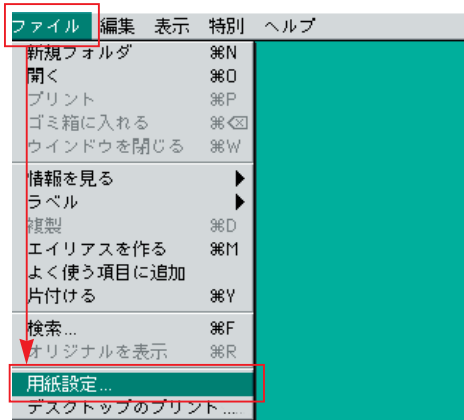 ファイル 編集 表示 特別 ヘルプ
新規フォルダ ⌘N
開く ⌘O
プリント ⌘P
ゴミ箱に入れる ⌘⌫
ウインドウを閉じる ⌘W
情報を見る
ラベル
複製 ⌘D
エイリアスを作る ⌘M
よく使う項目に追加
片付ける ⌘Y
検索... ⌘F
オリジナルを表示 ⌘R
用紙設定...
デスクトップのプリント.....